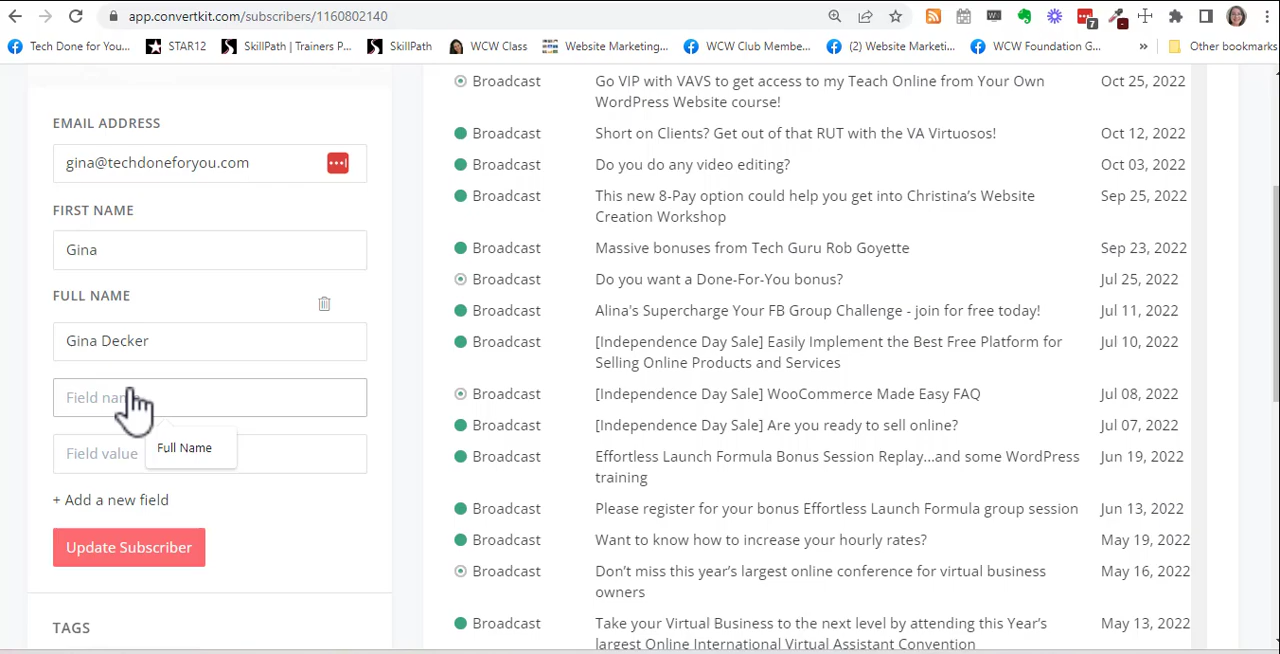 app.convertkit.com/subscribers/1160802140
7
Tech Done for You...
STAR12
SkillPath | Trainers P...
SkillPath
WCW Class
Website Marketing...
WCW Club Membe...
(2) Website Marketi...
WCW Foundation G...
»
Other bookmarks
EMAIL ADDRESS
gina@techdoneforyou.com
FIRST NAME
Gina
FULL NAME
Gina Decker
Field name
Full Name
Field value
+ Add a new field
Update Subscriber
TAGS
Broadcast Go VIP with VAVS to get access to my Teach Online from Your Own Oct 25, 2022
WordPress Website course!
Broadcast Short on Clients? Get out of that RUT with the VA Virtuosos! Oct 12, 2022
Broadcast Do you do any video editing? Oct 03, 2022
Broadcast This new 8-Pay option could help you get into Christina's Website Sep 25, 2022
Creation Workshop
Broadcast Massive bonuses from Tech Guru Rob Goyette Sep 23, 2022
Broadcast Do you want a Done-For-You bonus? Jul 25, 2022
Broadcast Alina's Supercharge Your FB Group Challenge - join for free today! Jul 11, 2022
Broadcast [Independence Day Sale] Easily Implement the Best Free Platform for Jul 10, 2022
Selling Online Products and Services
Broadcast [Independence Day Sale] WooCommerce Made Easy FAQ Jul 08, 2022
Broadcast [Independence Day Sale] Are you ready to sell online? Jul 07, 2022
Broadcast Effortless Launch Formula Bonus Session Replay...and some WordPress Jun 19, 2022
training
Broadcast Please register for your bonus Effortless Launch Formula group session Jun 13, 2022
Broadcast Want to know how to increase your hourly rates? May 19, 2022
Broadcast Don't miss this year's largest online conference for virtual business May 16, 2022
owners
Broadcast Take your Virtual Business to the next level by attending this Year's May 13, 2022
largest Online International Virtual Assistant Convention